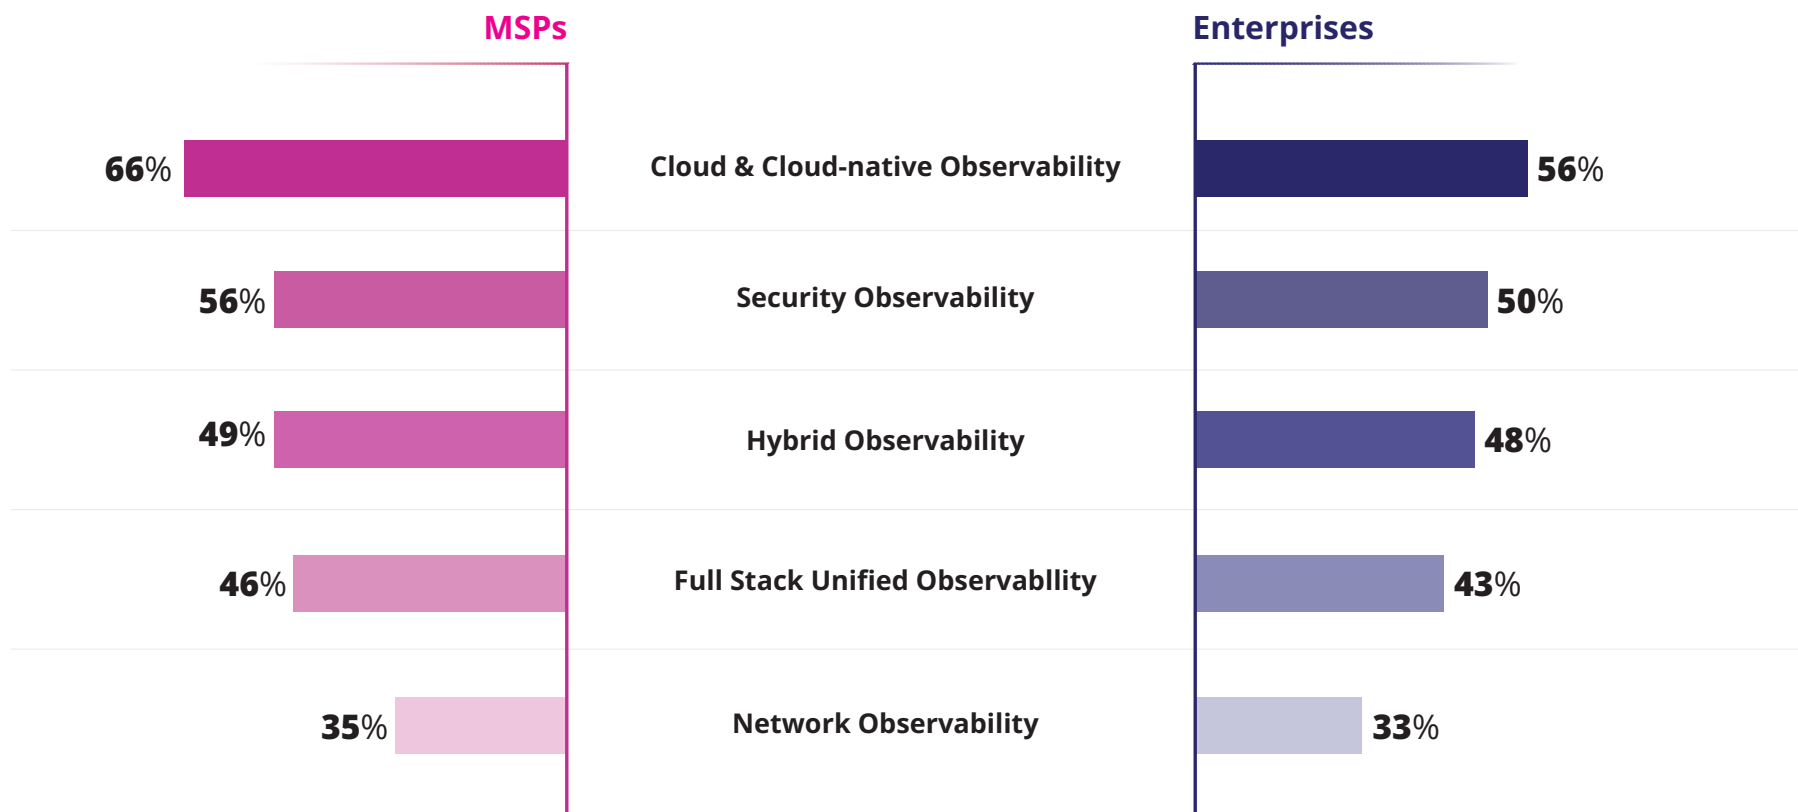 MSPs
Enterprises
66% Cloud & Cloud-native Observability 56%
56% Security Observability 50%
49% Hybrid Observability 48%
46% Full Stack Unified Observabllity 43%
35% Network Observability 33%